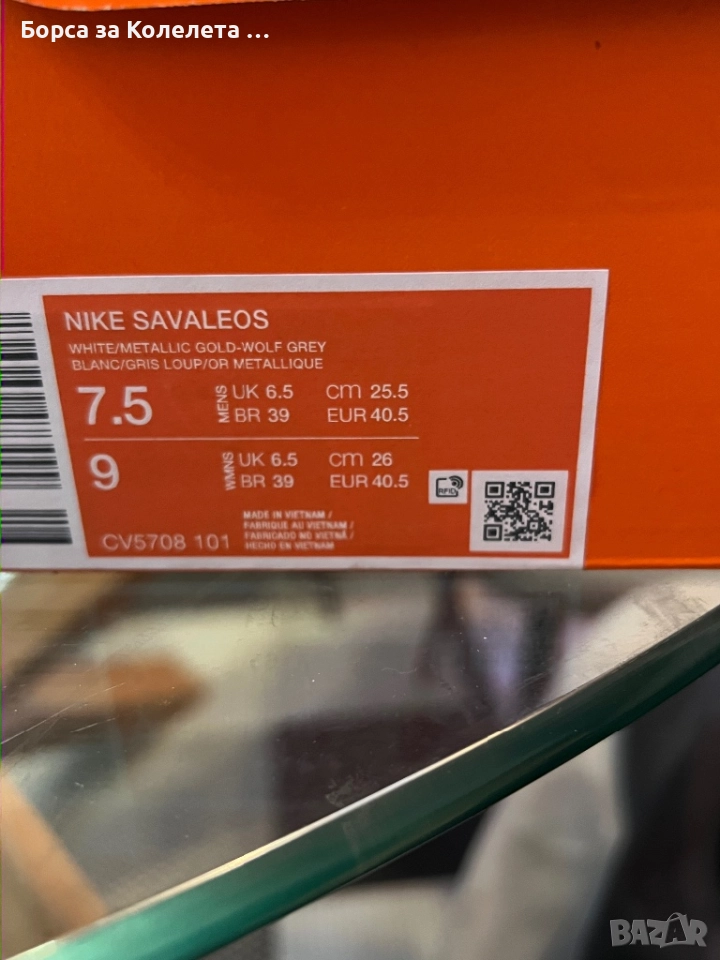 Борса за Колелета ...
NIKE SAVALEOS
WHITE/METALLIC GOLD-WOLF GREY
BLANC/GRIS LOUP/OR METALLIQUE
7.5 MENS UK 6.5 CM 25.5
BR 39 EUR 40.5
9 WMNS UK 6.5 CM 26
BR 39 EUR 40.5
RFID
CV5708 101
MADE IN VIETNAM /
FABRIQUE AU VIETNAM /
FABRICADO NO VIETNÃ /
HECHO EN VIETNAM
BAZAR